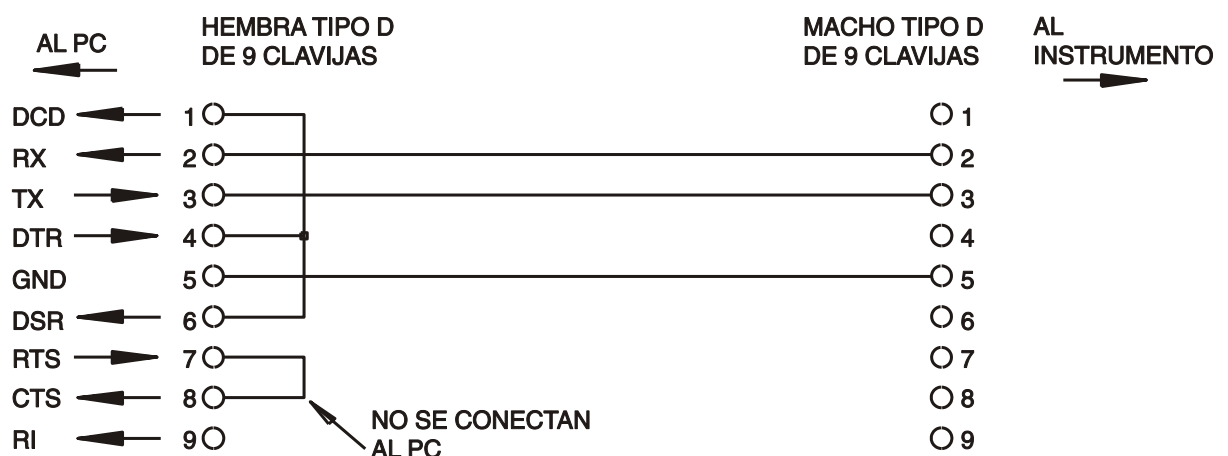 AL PC
HEMBRA TIPO D
DE 9 CLAVIJAS
MACHO TIPO D
DE 9 CLAVIJAS
AL
INSTRUMENTO
DCD 1 1
RX 2 2
TX 3 3
DTR 4 4
GND 5 5
DSR 6 6
RTS 7 7
CTS 8 8
RI 9 9
NO SE CONECTAN
AL PC